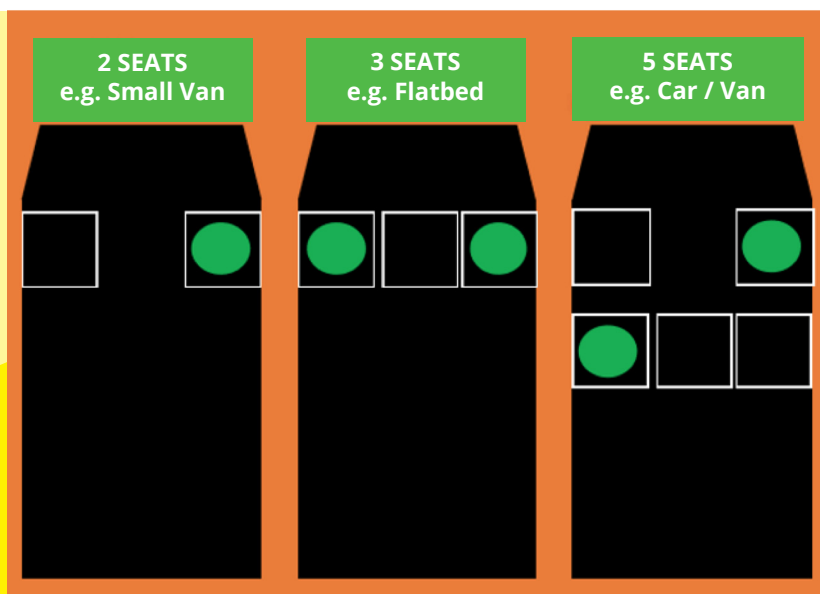 2 SEATS
e.g. Small Van
3 SEATS
e.g. Flatbed
5 SEATS
e.g. Car / Van